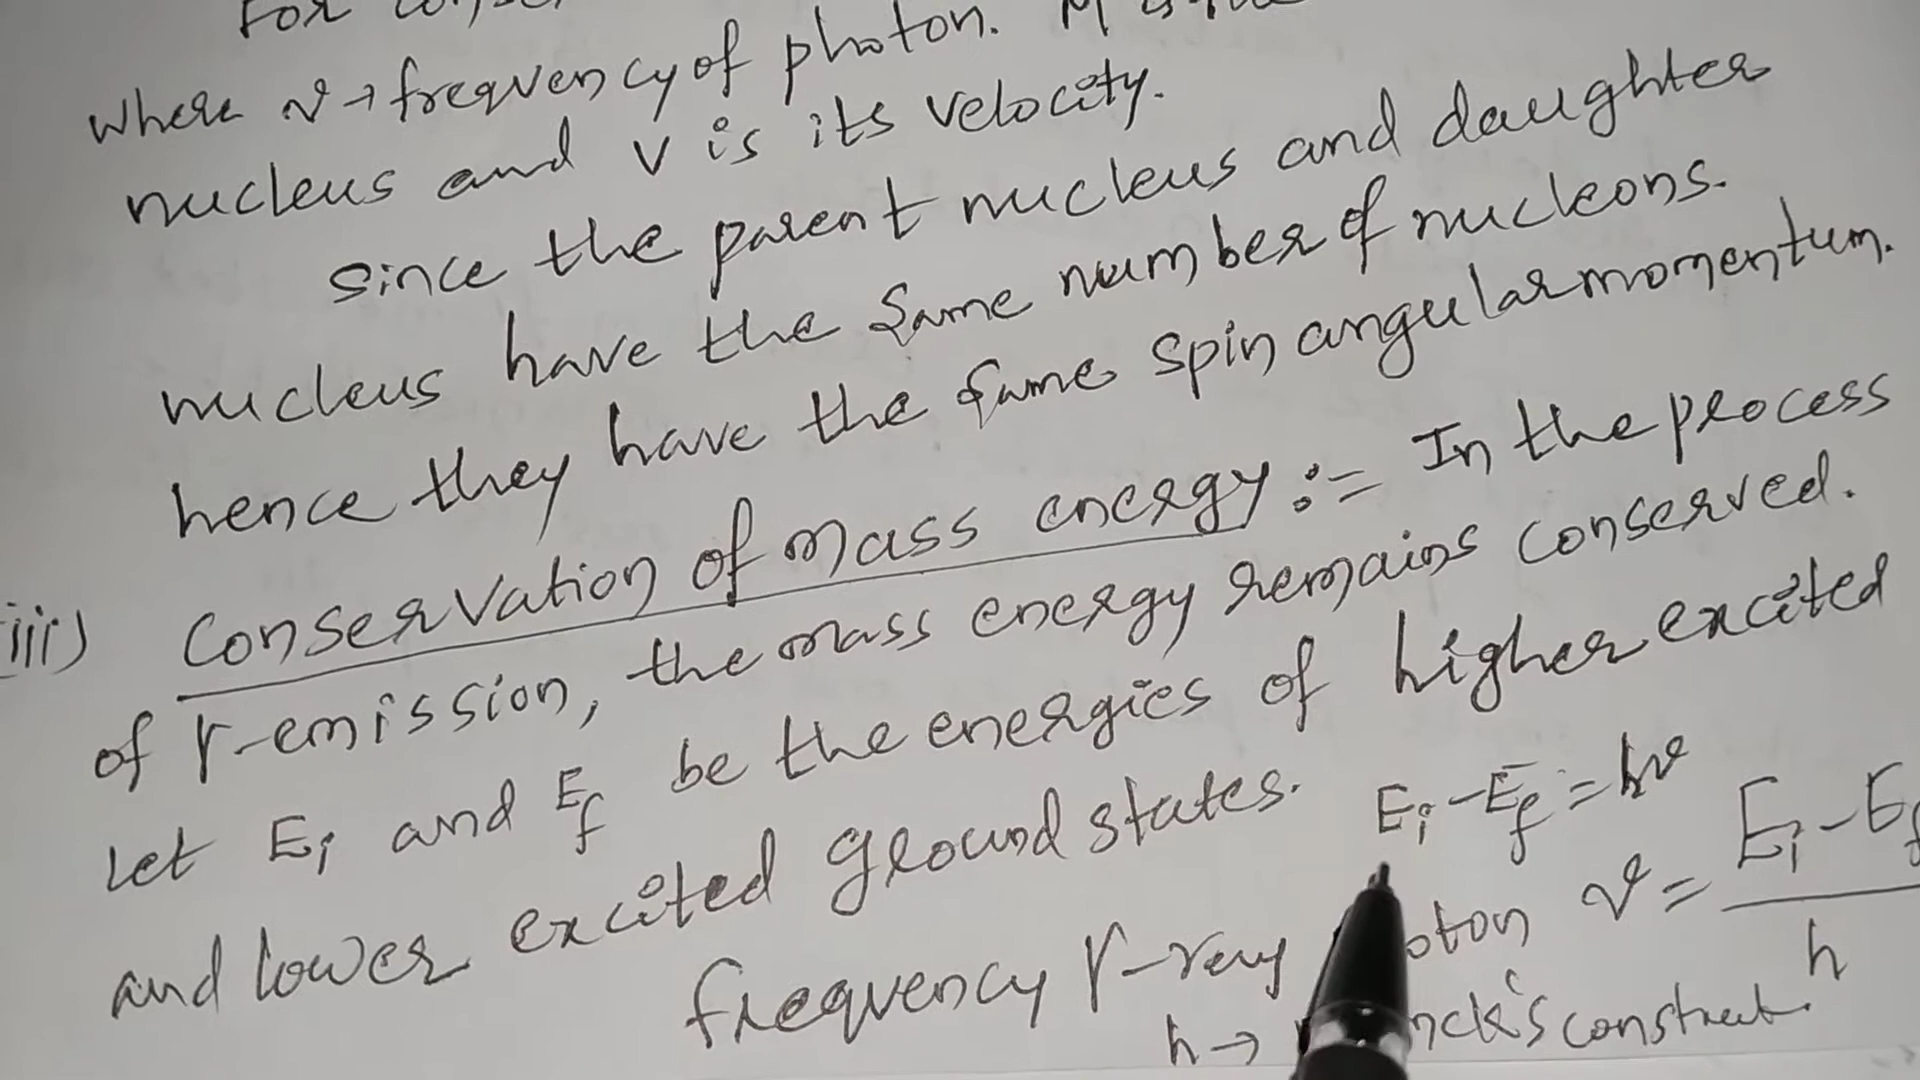 For
where ν → frequency of photon. M is
nucleus and v is its velocity.
Since the parent nucleus and daughter
nucleus have the same number of nucleons.
hence they have the same spin angular momentum.
iii) Conservation of mass energy :- In the process
of γ-emission, the mass energy remains conserved.
Let Ei and Ef be the energies of higher excited
and lower excited ground states. Ei - Ef = hν
frequency γ-ray ν = Ei - Ef / h
h →